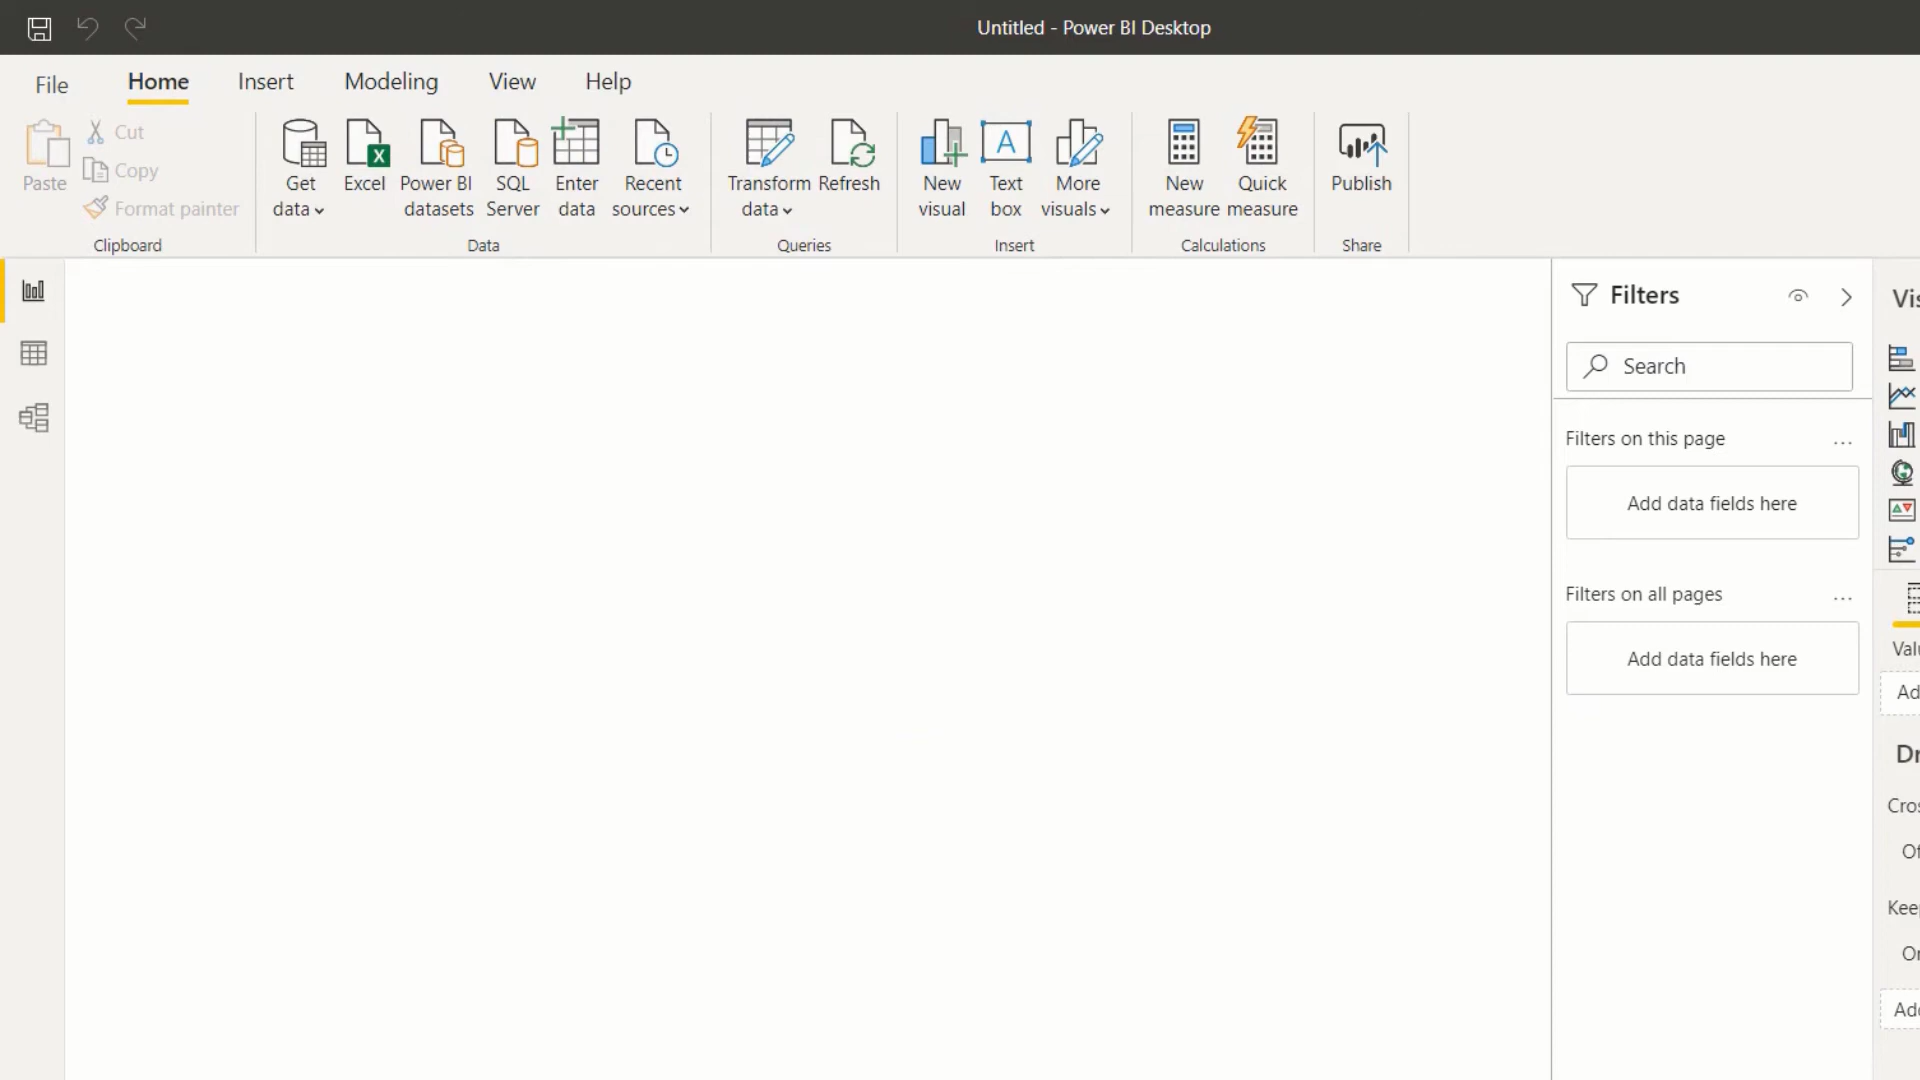 Untitled - Power BI Desktop
File
Home
Insert
Modeling
View
Help
Paste
Cut
Copy
Format painter
Clipboard
Get
data
Excel
Power BI
datasets
SQL
Server
Enter
data
Recent
sources
Data
Transform
data
Refresh
Queries
New
visual
Text
box
More
visuals
Insert
New
measure
Quick
measure
Calculations
Publish
Share
Filters
Search
Filters on this page
...
Add data fields here
Filters on all pages
...
Add data fields here